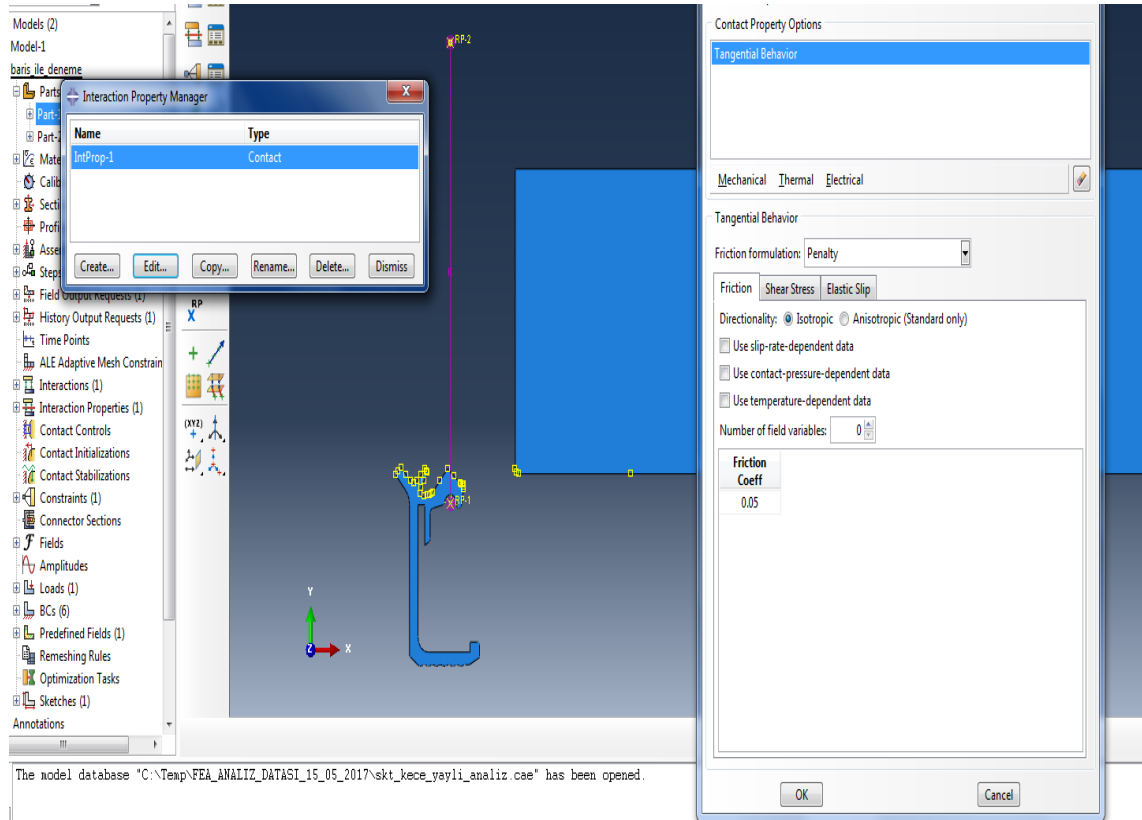 Models (2)
Model-1
baris_ile_deneme
Parts
Part-
Part-2
Mate
Calib
Secti
Profi
Asse
Steps
Field Output Requests (1)
History Output Requests (1)
Time Points
ALE Adaptive Mesh Constrain
Interactions (1)
Interaction Properties (1)
Contact Controls
Contact Initializations
Contact Stabilizations
Constraints (1)
Connector Sections
Fields
Amplitudes
Loads (1)
BCs (6)
Predefined Fields (1)
Remeshing Rules
Optimization Tasks
Sketches (1)
Annotations
Interaction Property Manager
Name Type
IntProp-1 Contact
Create... Edit... Copy... Rename... Delete... Dismiss
RP
(XYZ)
RP-2
RP-1
Y
Z X
Contact Property Options
Tangential Behavior
Mechanical Thermal Electrical
Tangential Behavior
Friction formulation: Penalty
Friction Shear Stress Elastic Slip
Directionality: Isotropic Anisotropic (Standard only)
Use slip-rate-dependent data
Use contact-pressure-dependent data
Use temperature-dependent data
Number of field variables: 0
Friction
Coeff
0.05
OK Cancel
The model database "C:\Temp\FEA_ANALIZ_DATASI_15_05_2017\skt_kece_yayli_analiz.cae" has been opened.